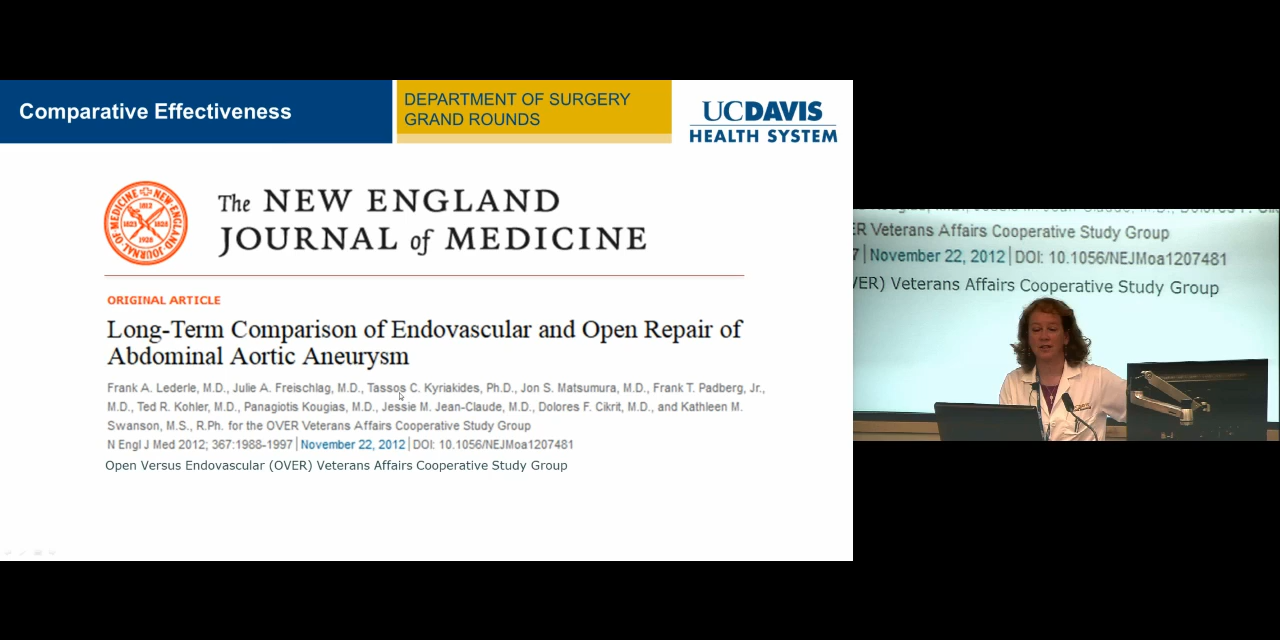 Comparative Effectiveness
DEPARTMENT OF SURGERY
GRAND ROUNDS
UCDAVIS
HEALTH SYSTEM
The NEW ENGLAND
JOURNAL of MEDICINE
ORIGINAL ARTICLE
Long-Term Comparison of Endovascular and Open Repair of
Abdominal Aortic Aneurysm
Frank A. Lederle, M.D., Julie A. Freischlag, M.D., Tassos C. Kyriakides, Ph.D., Jon S. Matsumura, M.D., Frank T. Padberg, Jr.,
M.D., Ted R. Kohler, M.D., Panagiotis Kougias, M.D., Jessie M. Jean-Claude, M.D., Dolores F. Cikrit, M.D., and Kathleen M.
Swanson, M.S., R.Ph. for the OVER Veterans Affairs Cooperative Study Group
N Engl J Med 2012; 367:1988-1997 | November 22, 2012 | DOI: 10.1056/NEJMoa1207481
Open Versus Endovascular (OVER) Veterans Affairs Cooperative Study Group
ER Veterans Affairs Cooperative Study Group
7 | November 22, 2012 | DOI: 10.1056/NEJMoa1207481
VER) Veterans Affairs Cooperative Study Group